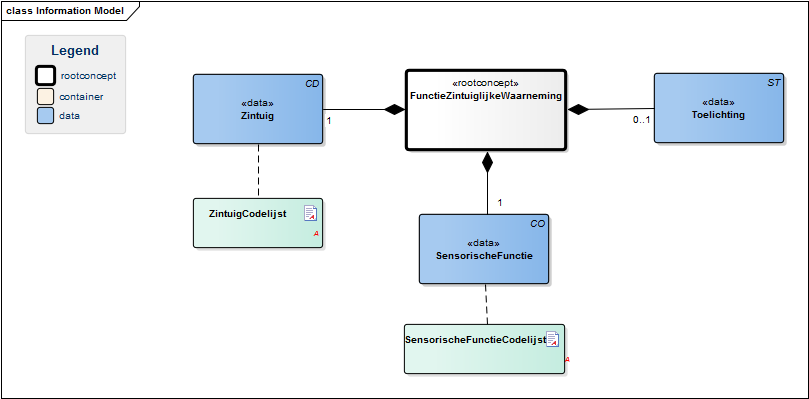 class Information Model
Legend
rootconcept
container
data
CD
«data»
Zintuig
1
«rootconcept»
FunctieZintuiglijkeWaarneming
ST
«data»
Toelichting
0..1
ZintuigCodelijst
A
1
CO
«data»
SensorischeFunctie
SensorischeFunctieCodelijst
A